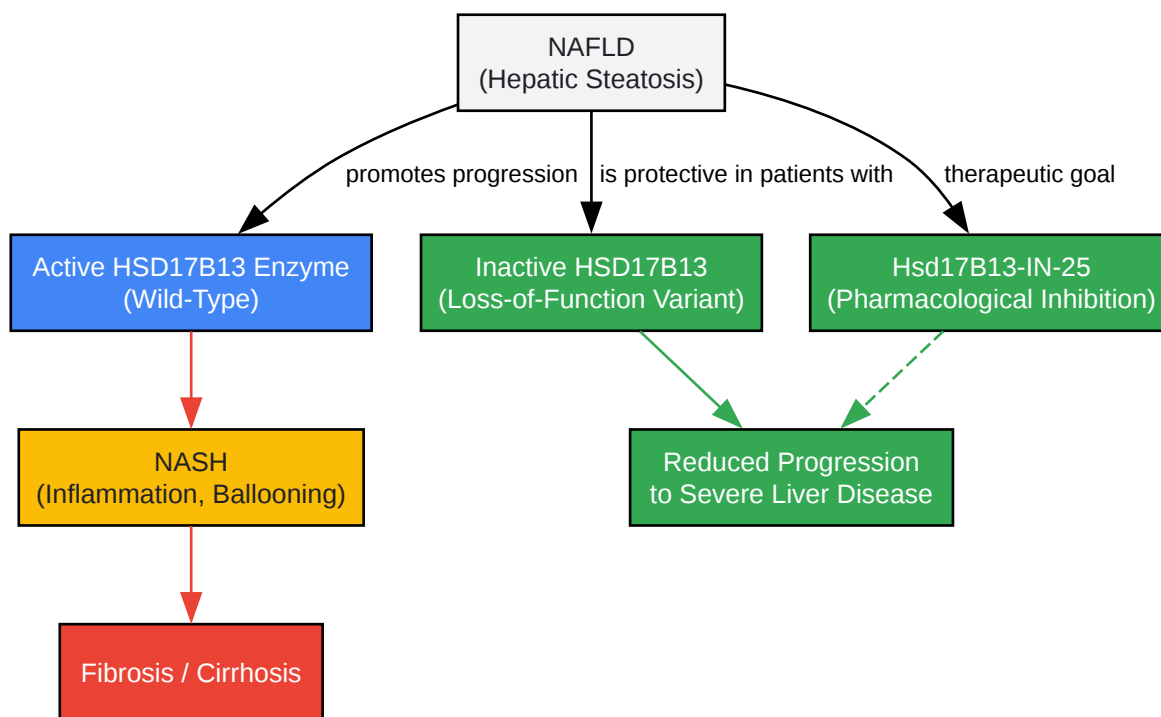 NAFLD
(Hepatic Steatosis)
promotes progression
is protective in patients with
therapeutic goal
Active HSD17B13 Enzyme
(Wild-Type)
Inactive HSD17B13
(Loss-of-Function Variant)
Hsd17B13-IN-25
(Pharmacological Inhibition)
NASH
(Inflammation, Ballooning)
Reduced Progression
to Severe Liver Disease
Fibrosis / Cirrhosis